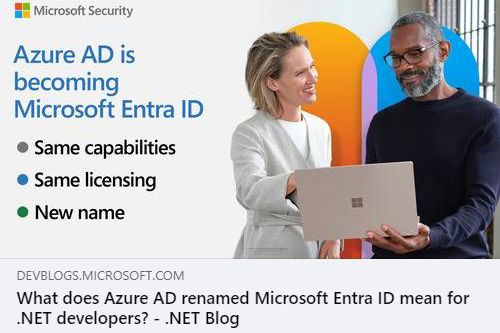 Microsoft Security
Azure AD is
becoming
Microsoft Entra ID
Same capabilities
Same licensing
New name
DEVBLOGS.MICROSOFT.COM
What does Azure AD renamed Microsoft Entra ID mean for
.NET developers? - .NET Blog